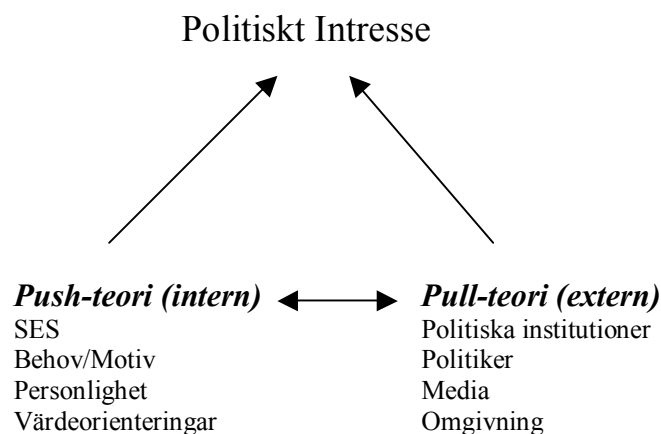 Politiskt Intresse
Push-teori (intern)
SES
Behov/Motiv
Personlighet
Värdeorienteringar
Pull-teori (extern)
Politiska institutioner
Politiker
Media
Omgivning